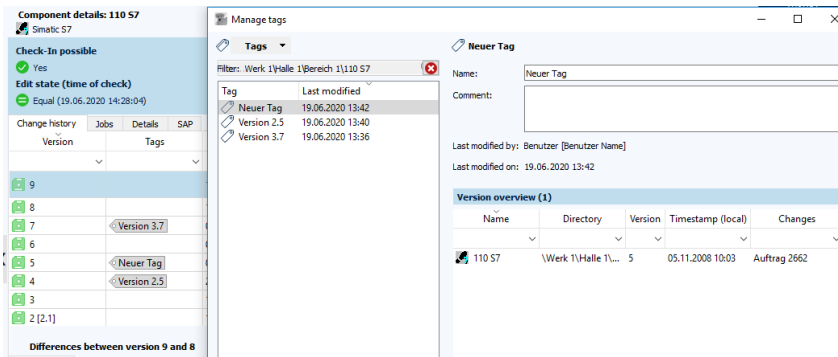 Component details: 110 S7
Simatic S7
Check-In possible
Yes
Edit state (time of check)
Equal (19.06.2020 14:28:04)
Change history Jobs Details SAP
Version Tags
9
8
7 Version 3.7
6
5 Neuer Tag
4 Version 2.5
3
2 [2.1]
Differences between version 9 and 8
Manage tags
Tags
Filter: Werk 1\Halle 1\Bereich 1\110 S7
Tag Last modified
Neuer Tag 19.06.2020 13:42
Version 2.5 19.06.2020 13:40
Version 3.7 19.06.2020 13:36
Neuer Tag
Name: Neuer Tag
Comment:
Last modified by: Benutzer [Benutzer Name]
Last modified on: 19.06.2020 13:42
Version overview (1)
Name Directory Version Timestamp (local) Changes
110 S7 \Werk 1\Halle 1\... 5 05.11.2008 10:03 Auftrag 2662